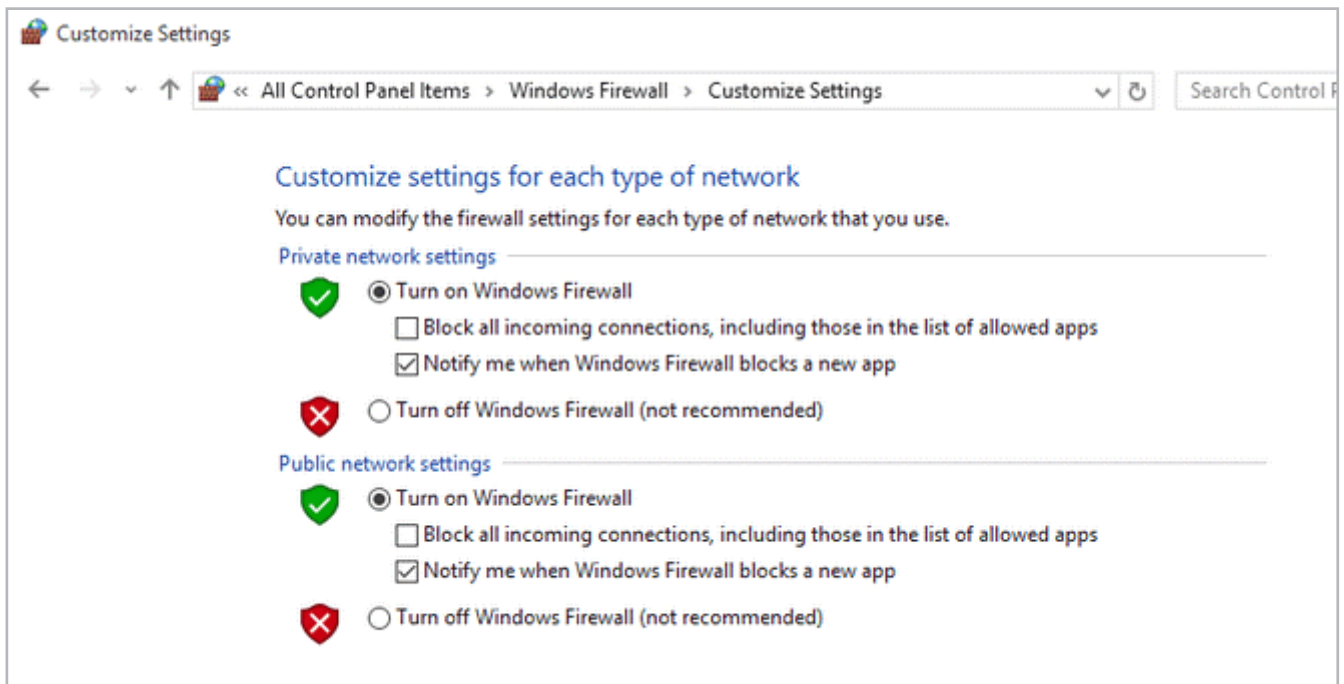 Customize Settings
« All Control Panel Items > Windows Firewall > Customize Settings
Search Control
Customize settings for each type of network
You can modify the firewall settings for each type of network that you use.
Private network settings
Turn on Windows Firewall
Block all incoming connections, including those in the list of allowed apps
Notify me when Windows Firewall blocks a new app
Turn off Windows Firewall (not recommended)
Public network settings
Turn on Windows Firewall
Block all incoming connections, including those in the list of allowed apps
Notify me when Windows Firewall blocks a new app
Turn off Windows Firewall (not recommended)